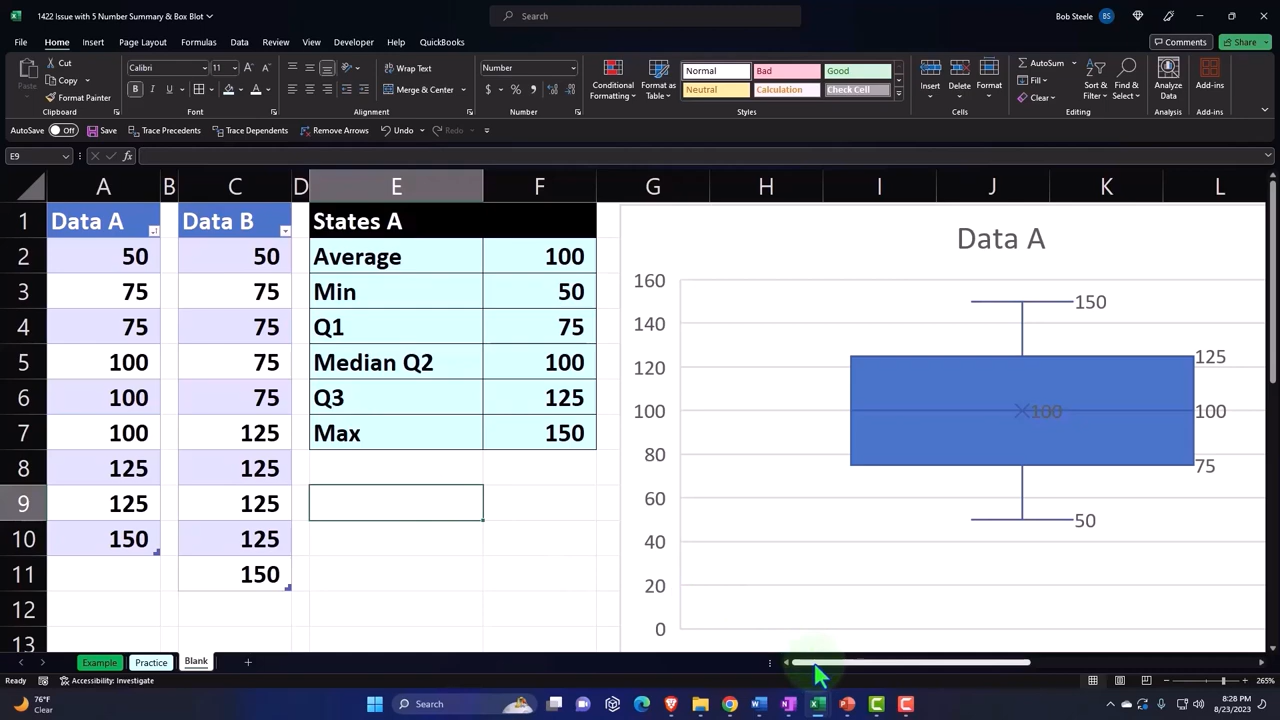 1422 Issue with 5 Number Summary & Box Blot
Search
Bob Steele
BS
File Home Insert Page Layout Formulas Data Review View Developer Help QuickBooks
Comments
Share
Cut
Copy
Format Painter
Clipboard
Calibri
11
Font
Wrap Text
Merge & Center
Alignment
Number
Number
Conditional Formatting
Format as Table
Normal Bad Good
Neutral Calculation Check Cell
Styles
Insert Delete Format
Cells
AutoSum
Fill
Clear
Sort & Filter
Find & Select
Editing
Analyze Data
Analysis
Add-ins
Add-ins
AutoSave Off Save Trace Precedents Trace Dependents Remove Arrows Undo Redo
E9
fx
A B C D E F G H I J K L
1 Data A Data B States A
2 50 50 Average 100
3 75 75 Min 50
4 75 75 Q1 75
5 100 75 Median Q2 100
6 100 75 Q3 125
7 100 125 Max 150
8 125 125
9 125 125
10 150 125
11 150
12
13
Data A
160
140
120
100
80
60
40
20
0
150
125
100
100
75
50
Example Practice Blank
Ready Accessibility: Investigate
265%
76°F
Clear
Search
8:28 PM
8/23/2023